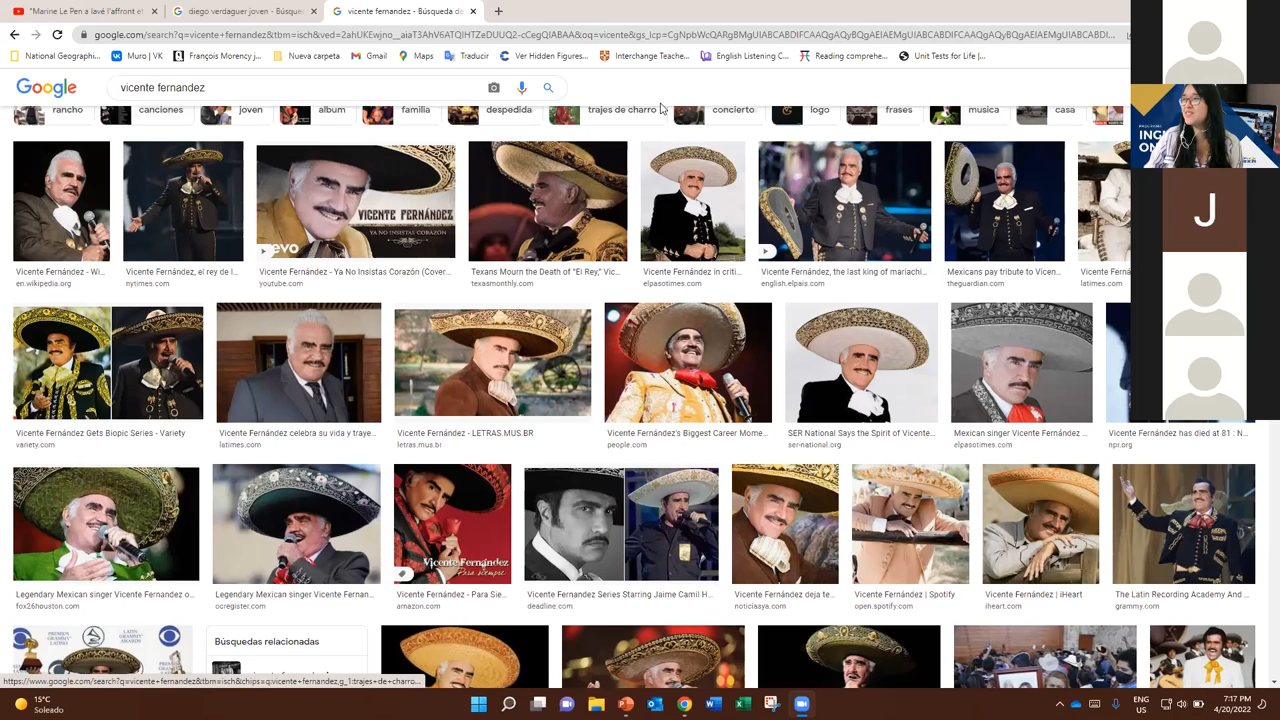 "Marine Le Pen a lavé l'affront et
diego verdaguer joven - Búsqued
vicente fernandez - Búsqueda de
google.com/search?q=vicente+fernandez&tbm=isch&ved=2ahUKEwjno
National Geographi...
Muro | VK
François Morency j...
Gmail
Nueva carpeta
YouTube
Maps
Traducir
Ver Hidden Figures...
Interchange Teache...
English Listening C...
Reading comprehe...
Unit Tests for Life |...
Google
vicente fernandez
rancho
canciones
joven
album
familia
despedida
trajes de charro
concierto
logo
frases
musica
casa
VICENTE FERNÁNDEZ
YA NO INSISTAS CORAZÓN
evo
INGL
ON
J
Vicente Fernández - Wi...
Vicente Fernández, el rey de l...
Vicente Fernández - Ya No Insistas Corazón (Cover...
Texans Mourn the Death of "El Rey," Vic...
Vicente Fernández in criti...
Vicente Fernández, the last king of mariachi...
Mexicans pay tribute to Vicen...
Vicente Ferná
en.wikipedia.org
nytimes.com
youtube.com
texasmonthly.com
elpasotimes.com
english.elpais.com
theguardian.com
latimes.com
Vicente Fernández Gets Biopic Series - Variety
Vicente Fernández celebra su vida y traye...
Vicente Fernández - LETRAS.MUS.BR
Vicente Fernández's Biggest Career Mome...
SER National Says the Spirit of Vicente...
Mexican singer Vicente Fernández ...
Vicente Fernández has died at 81 : N...
variety.com
latimes.com
letras.mus.br
people.com
ser-national.org
elpasotimes.com
npr.org
Vicente Fernández
Para siempre
Legendary Mexican singer Vicente Fernández o...
Legendary Mexican singer Vicente Fernan...
Vicente Fernández - Para Sie...
Vicente Fernandez Series Starring Jaime Camil H...
Vicente Fernández deja te...
Vicente Fernández | Spotify
Vicente Fernández | iHeart
The Latin Recording Academy And ...
fox26houston.com
ocregister.com
amazon.com
deadline.com
noticiasya.com
open.spotify.com
iheart.com
grammy.com
Búsquedas relacionadas
https://www.google.com/search?q=vicente+fernandez&tbm=isch&chips=q:vicente+fernandez,g_1:trajes+de+charro...
15°C
Soleado
ENG
US
7:17 PM
4/20/2022